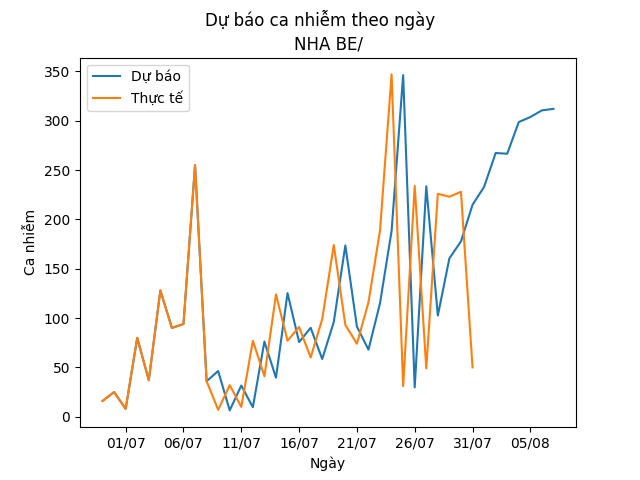 Dự báo ca nhiễm theo ngày
NHA BE/
Dự báo
Thực tế
Ca nhiễm
350
300
250
200
150
100
50
0
01/07 06/07 11/07 16/07 21/07 26/07 31/07 05/08
Ngày